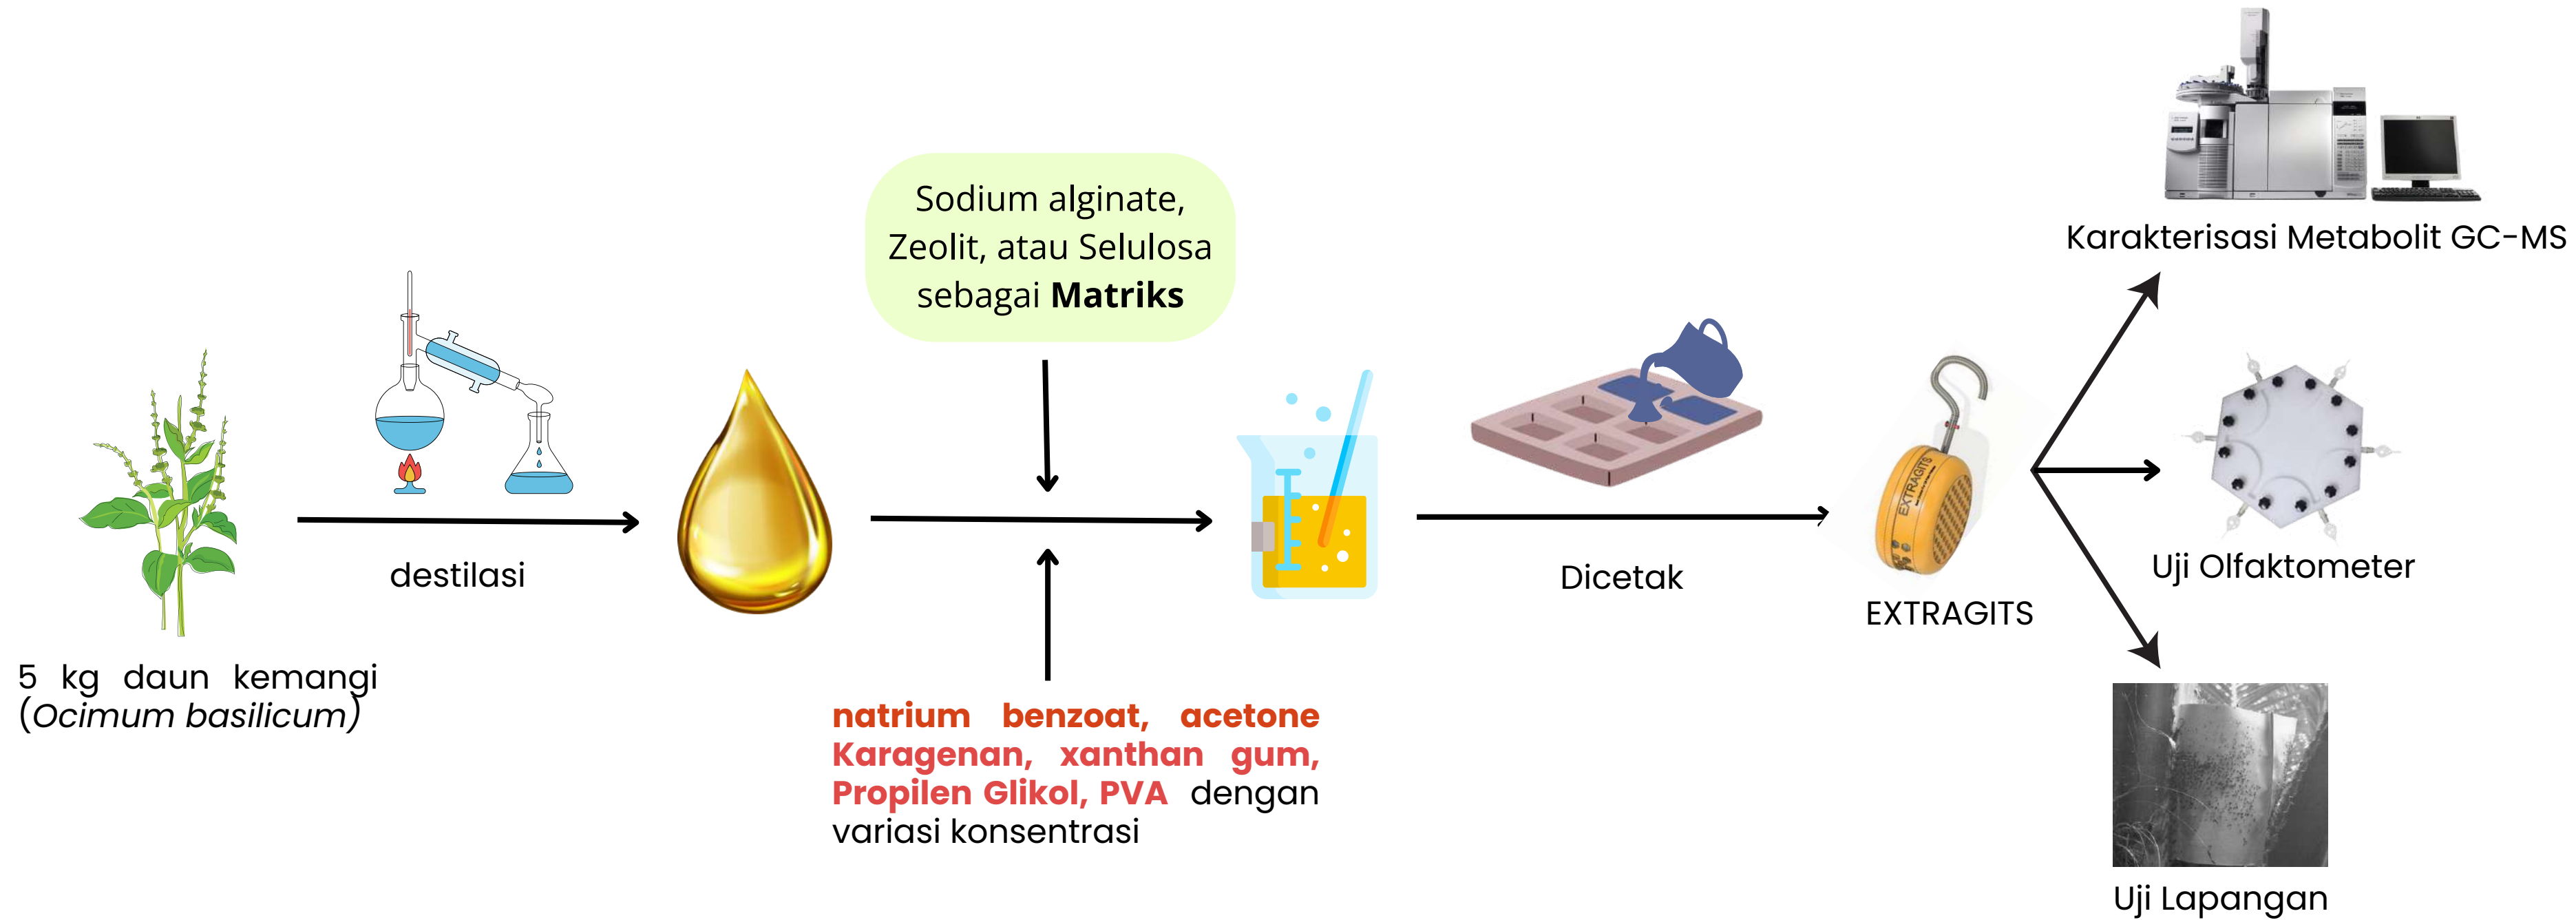 5 kg daun kemangi
(Ocimum basilicum)
destilasi
Sodium alginate,
Zeolit, atau Selulosa
sebagai Matriks
natrium benzoat, acetone
Karagenan, xanthan gum,
Propilen Glikol, PVA dengan
variasi konsentrasi
Dicetak
EXTRAGITS
EXTRAGITS
Karakterisasi Metabolit GC-MS
Uji Olfaktometer
Uji Lapangan